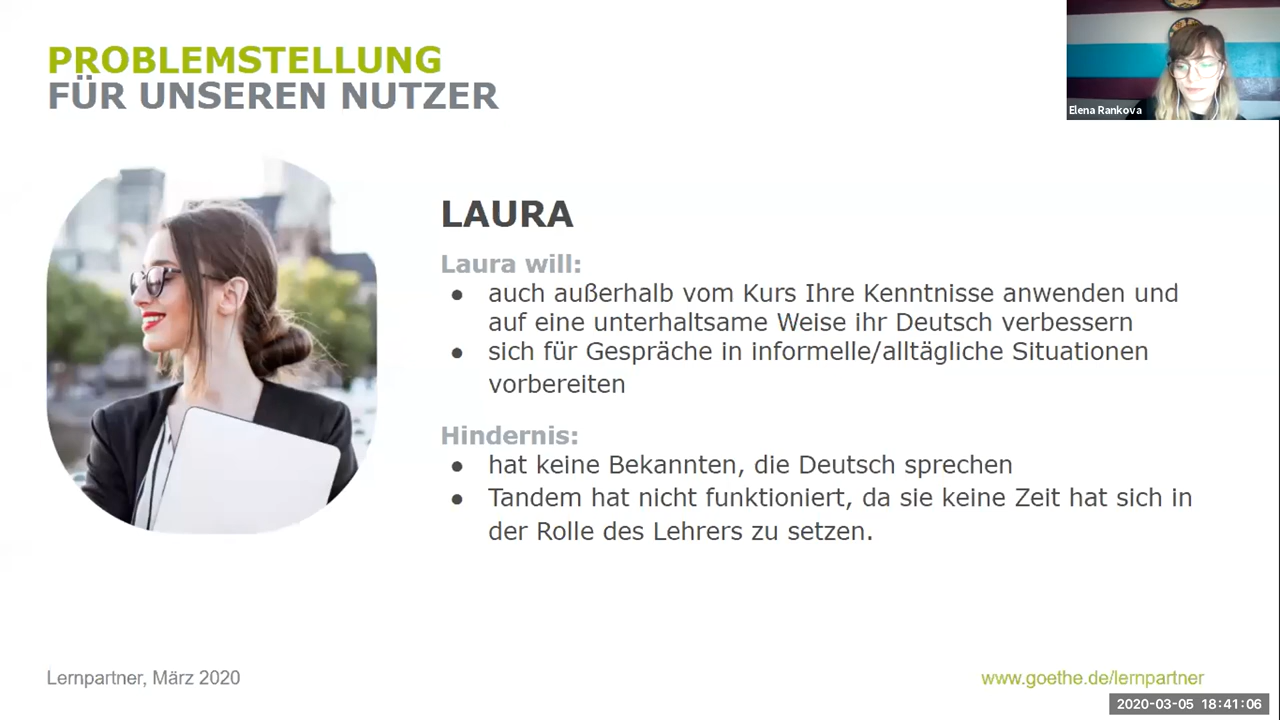 PROBLEMSTELLUNG
FÜR UNSEREN NUTZER
Elena Rankova
LAURA
Laura will:
● auch außerhalb vom Kurs Ihre Kenntnisse anwenden und
auf eine unterhaltsame Weise ihr Deutsch verbessern
● sich für Gespräche in informelle/alltägliche Situationen
vorbereiten
Hindernis:
● hat keine Bekannten, die Deutsch sprechen
● Tandem hat nicht funktioniert, da sie keine Zeit hat sich in
der Rolle des Lehrers zu setzen.
Lernpartner, März 2020
www.goethe.de/lernpartner
2020-03-05 18:41:06